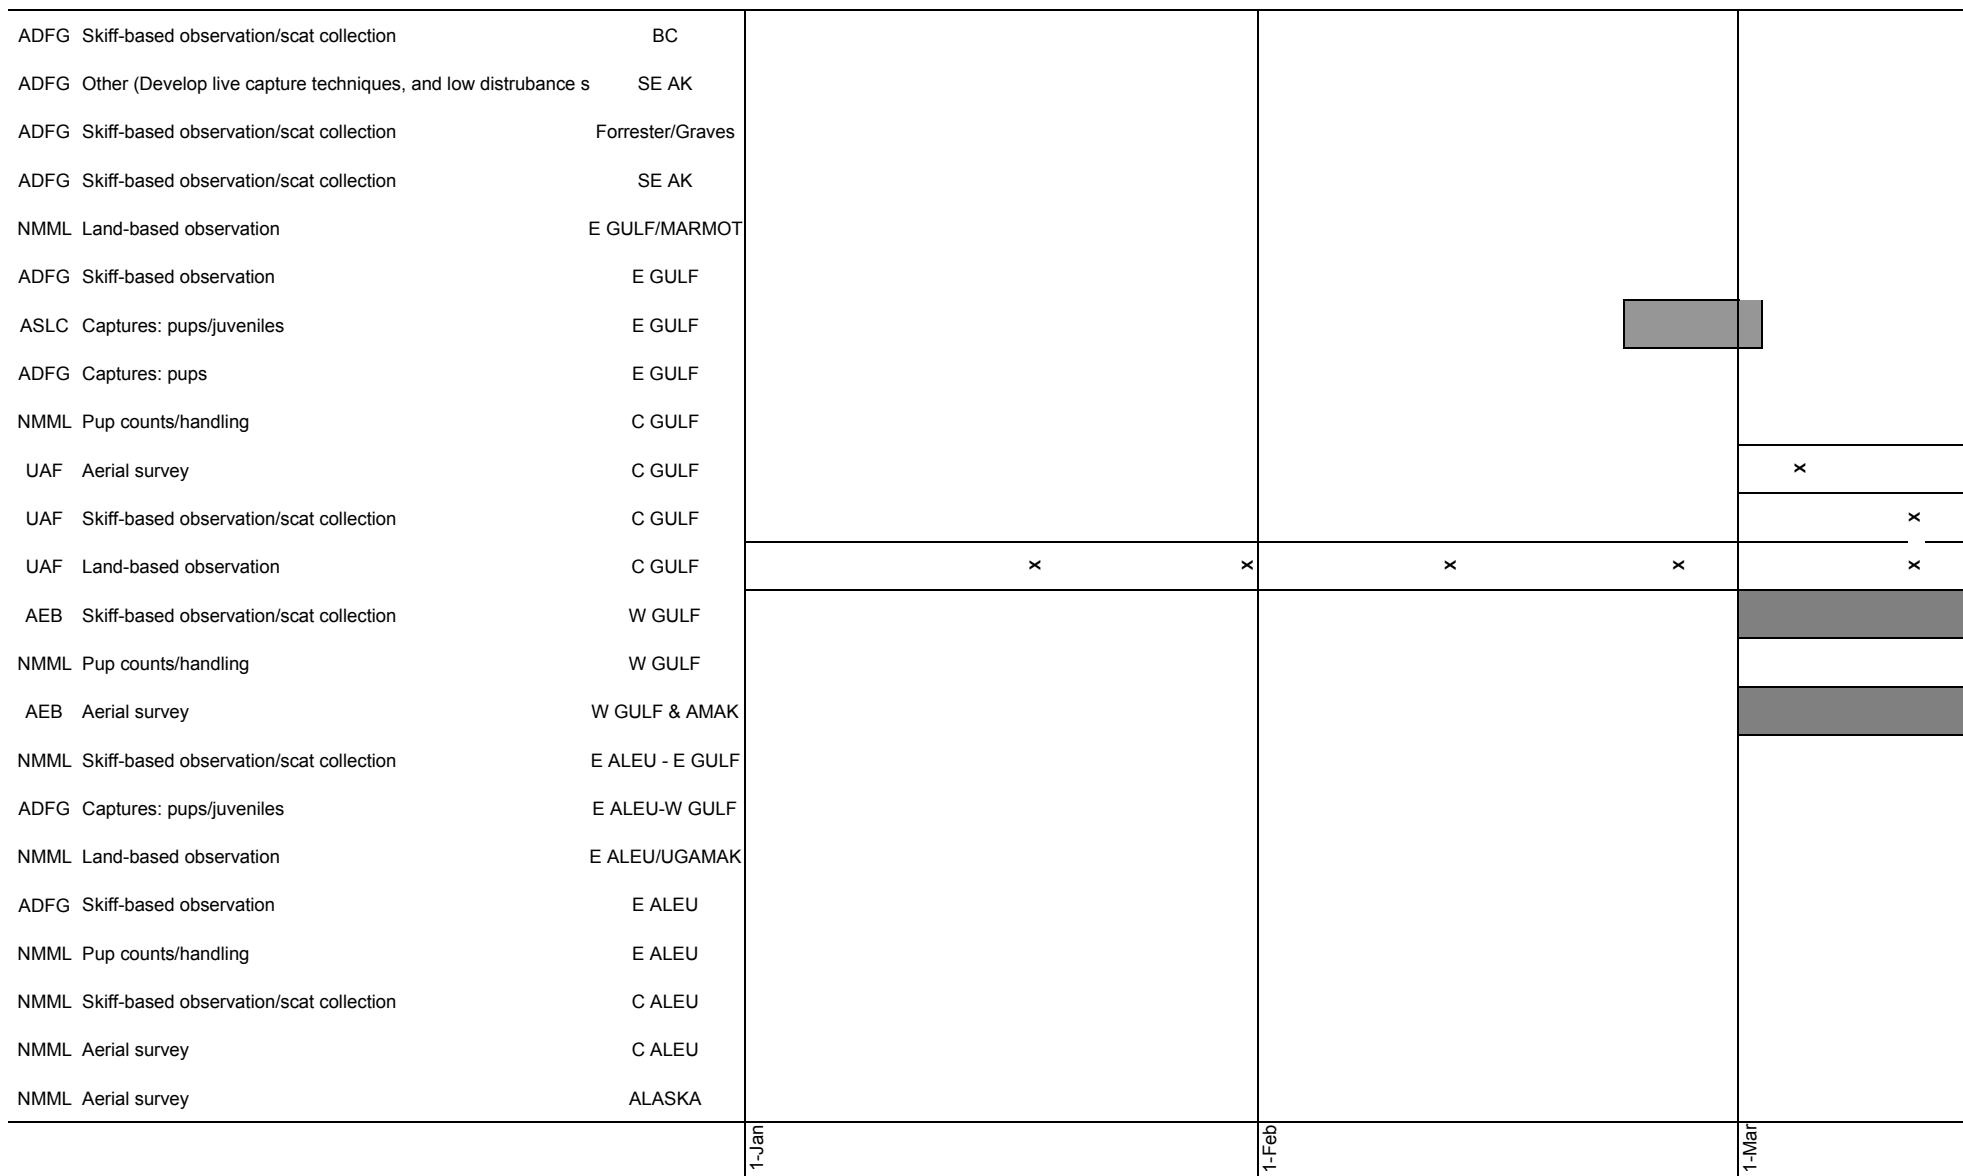 ADFG Skiff-based observation/scat collection BC
ADFG Other (Develop live capture techniques, and low distrubance s SE AK
ADFG Skiff-based observation/scat collection Forrester/Graves
ADFG Skiff-based observation/scat collection SE AK
NMML Land-based observation E GULF/MARMOT
ADFG Skiff-based observation E GULF
ASLC Captures: pups/juveniles E GULF
ADFG Captures: pups E GULF
NMML Pup counts/handling C GULF
UAF Aerial survey C GULF x
UAF Skiff-based observation/scat collection C GULF x
UAF Land-based observation C GULF x x x x x
AEB Skiff-based observation/scat collection W GULF
NMML Pup counts/handling W GULF
AEB Aerial survey W GULF & AMAK
NMML Skiff-based observation/scat collection E ALEU - E GULF
ADFG Captures: pups/juveniles E ALEU-W GULF
NMML Land-based observation E ALEU/UGAMAK
ADFG Skiff-based observation E ALEU
NMML Pup counts/handling E ALEU
NMML Skiff-based observation/scat collection C ALEU
NMML Aerial survey C ALEU
NMML Aerial survey ALASKA
1-Jan 1-Feb 1-Mar